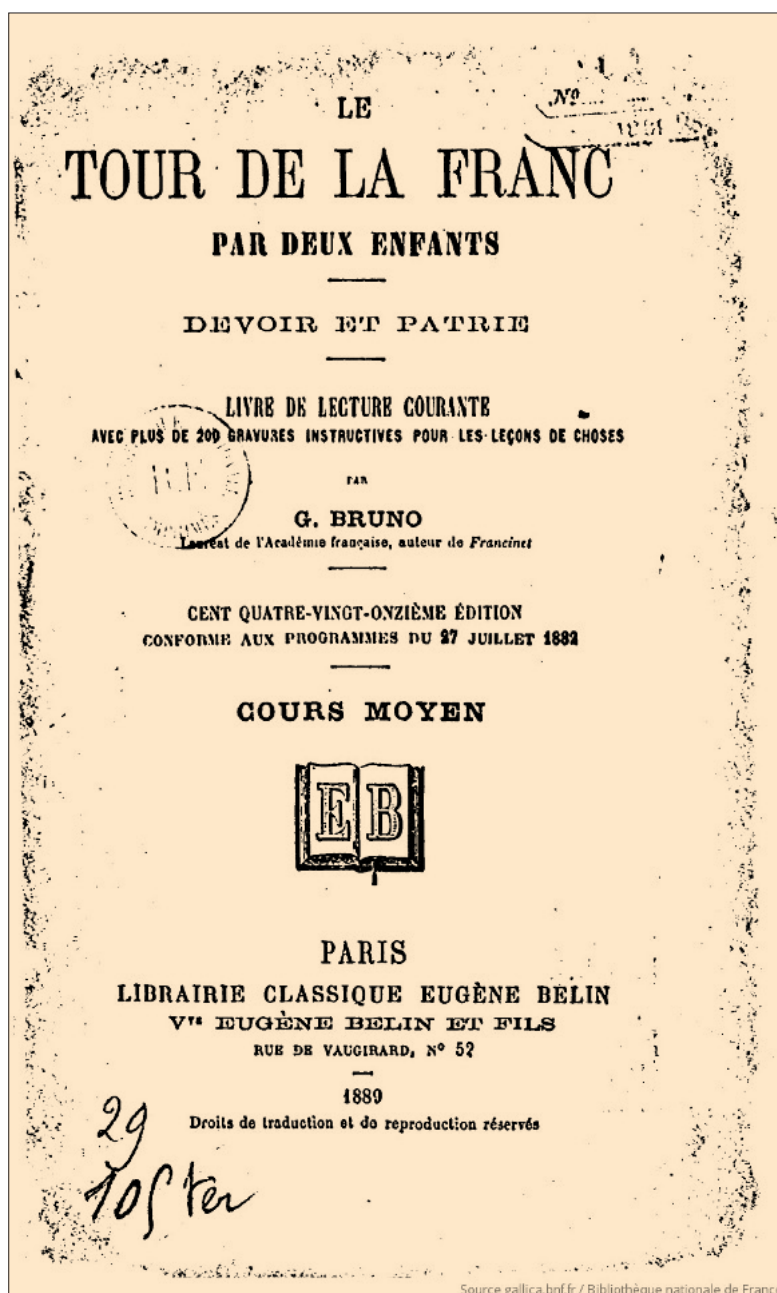 Nº
LE
TOUR DE LA FRANC
PAR DEUX ENFANTS
DEVOIR ET PATRIE
LIVRE DE LECTURE COURANTE
AVEC PLUS DE 200 GRAVURES INSTRUCTIVES POUR LES LEÇONS DE CHOSES
PAR
G. BRUNO
Lauréat de l'Académie française, auteur de Francinet
CENT QUATRE-VINGT-ONZIÈME ÉDITION
CONFORME AUX PROGRAMMES DU 27 JUILLET 1882
COURS MOYEN
E B
PARIS
LIBRAIRIE CLASSIQUE EUGÈNE BELIN
Vve EUGÈNE BELIN ET FILS
RUE DE VAUGIRARD, Nº 52
1889
Droits de traduction et de reproduction réservés
29
105 ter
Source gallica.bnf.fr / Bibliothèque nationale de France